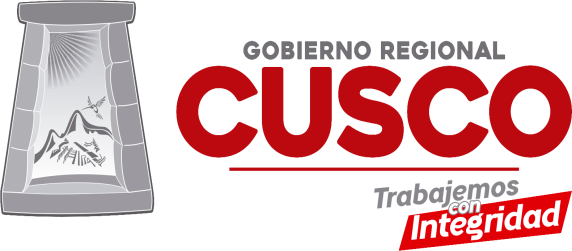 GOBIERNO REGIONAL
CUSCO
Trabajemos
con
Integridad